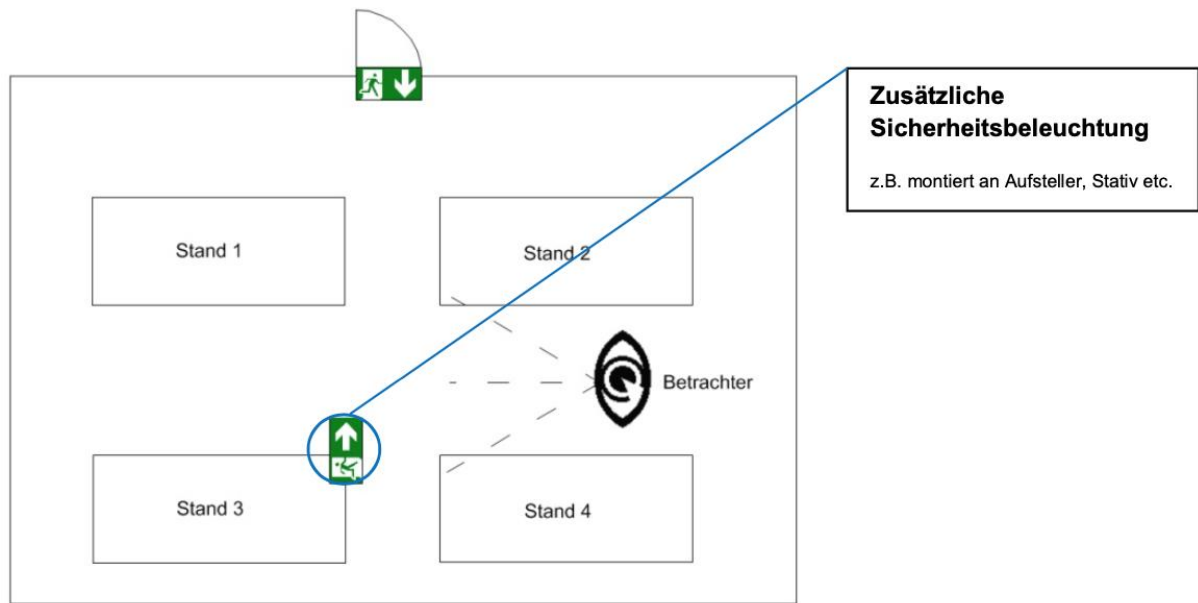 Zusätzliche
Sicherheitsbeleuchtung
z.B. montiert an Aufsteller, Stativ etc.
Stand 1
Stand 2
Betrachter
Stand 3
Stand 4